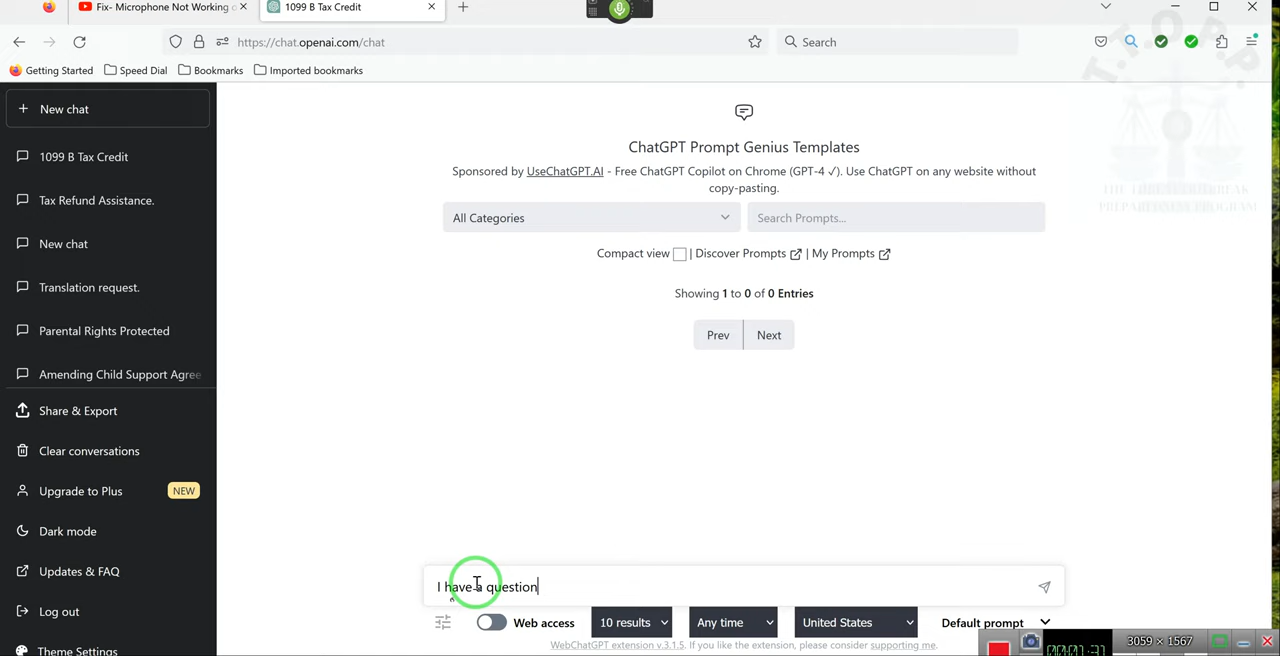 Fix- Microphone Not Working o
1099 B Tax Credit
https://chat.openai.com/chat
Search
Getting Started
Speed Dial
Bookmarks
Imported bookmarks
T.T.O.R.P.
THE TIME OF OUTBREAK
PREPAREDNESS PROGRAM
New chat
1099 B Tax Credit
Tax Refund Assistance.
New chat
Translation request.
Parental Rights Protected
Amending Child Support Agree
Share & Export
Clear conversations
Upgrade to Plus
NEW
Dark mode
Updates & FAQ
Log out
Theme Settings
ChatGPT Prompt Genius Templates
Sponsored by UseChatGPT.AI - Free ChatGPT Copilot on Chrome (GPT-4 ✓). Use ChatGPT on any website without
copy-pasting.
All Categories
Search Prompts...
Compact view | Discover Prompts | My Prompts
Showing 1 to 0 of 0 Entries
Prev
Next
I have a question
Web access
10 results
Any time
United States
Default prompt
WebChatGPT extension v.3.1.5. If you like the extension, please consider supporting me.
3059 × 1567